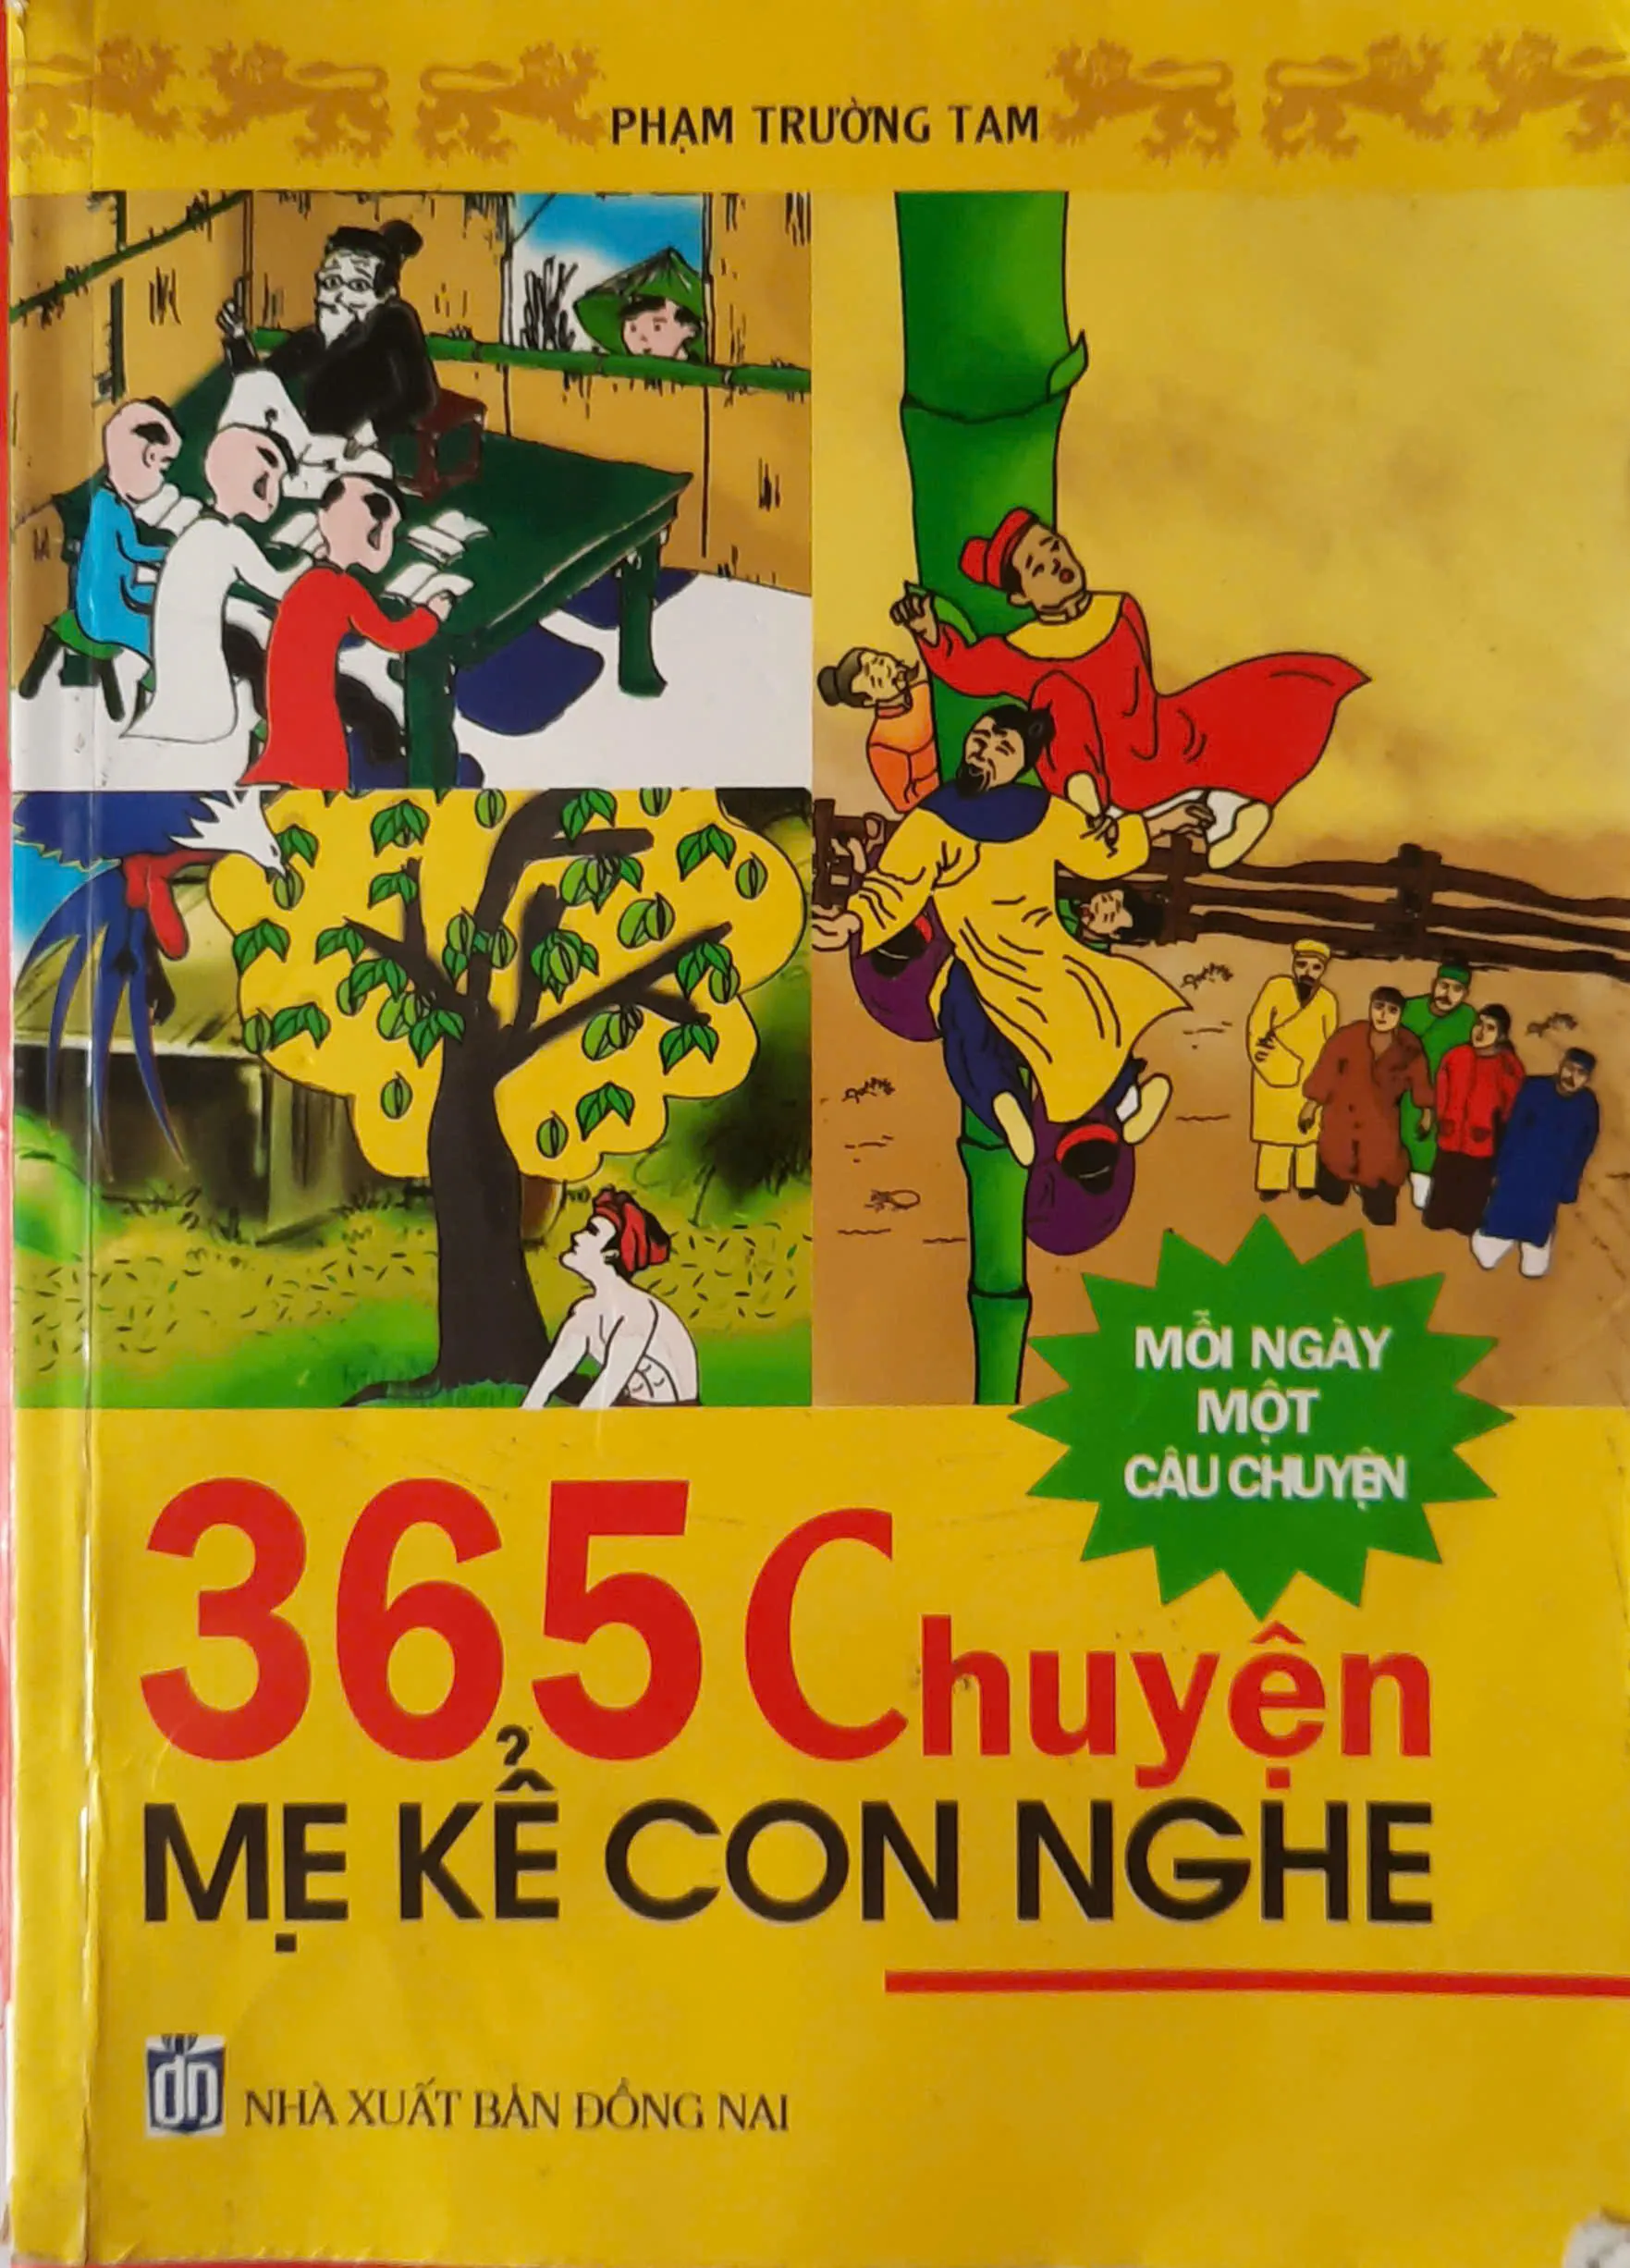 PHẠM TRƯỜNG TAM
MỖI NGÀY
MỘT
CÂU CHUYỆN
365 Chuyện
MẸ KỂ CON NGHE
ĐN
NHÀ XUẤT BẢN ĐỒNG NAI